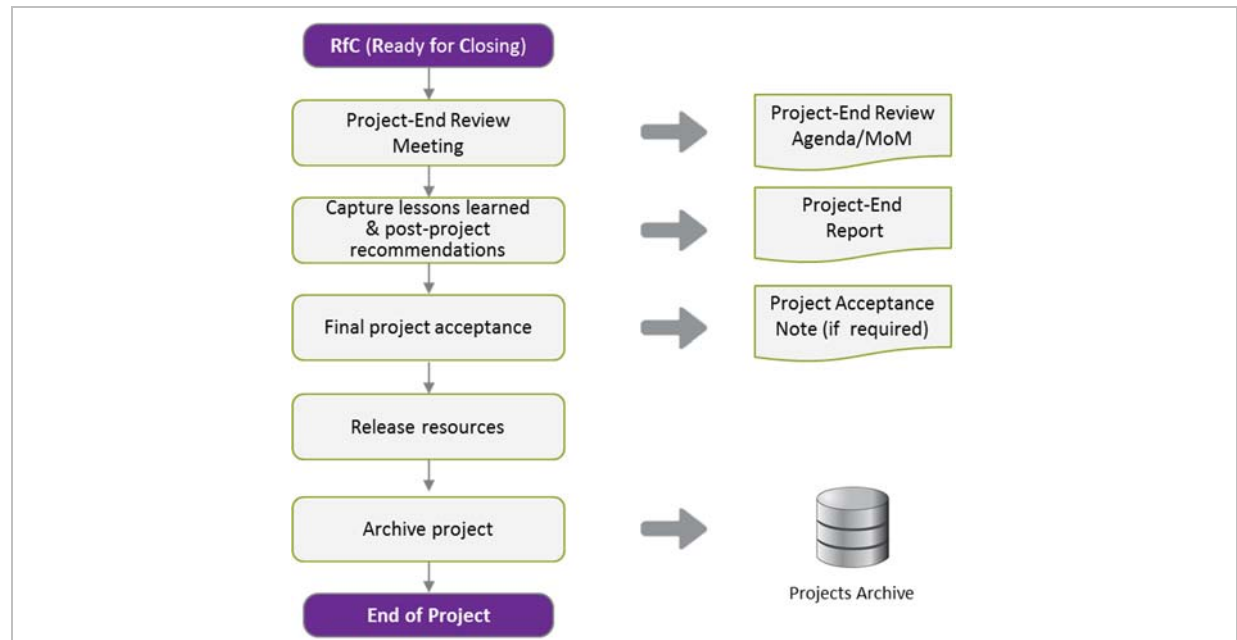 RfC (Ready for Closing)
Project-End Review
Meeting
Project-End Review
Agenda/MoM
Capture lessons learned
& post-project
recommendations
Project-End
Report
Final project acceptance
Project Acceptance
Note (if required)
Release resources
Archive project
Projects Archive
End of Project